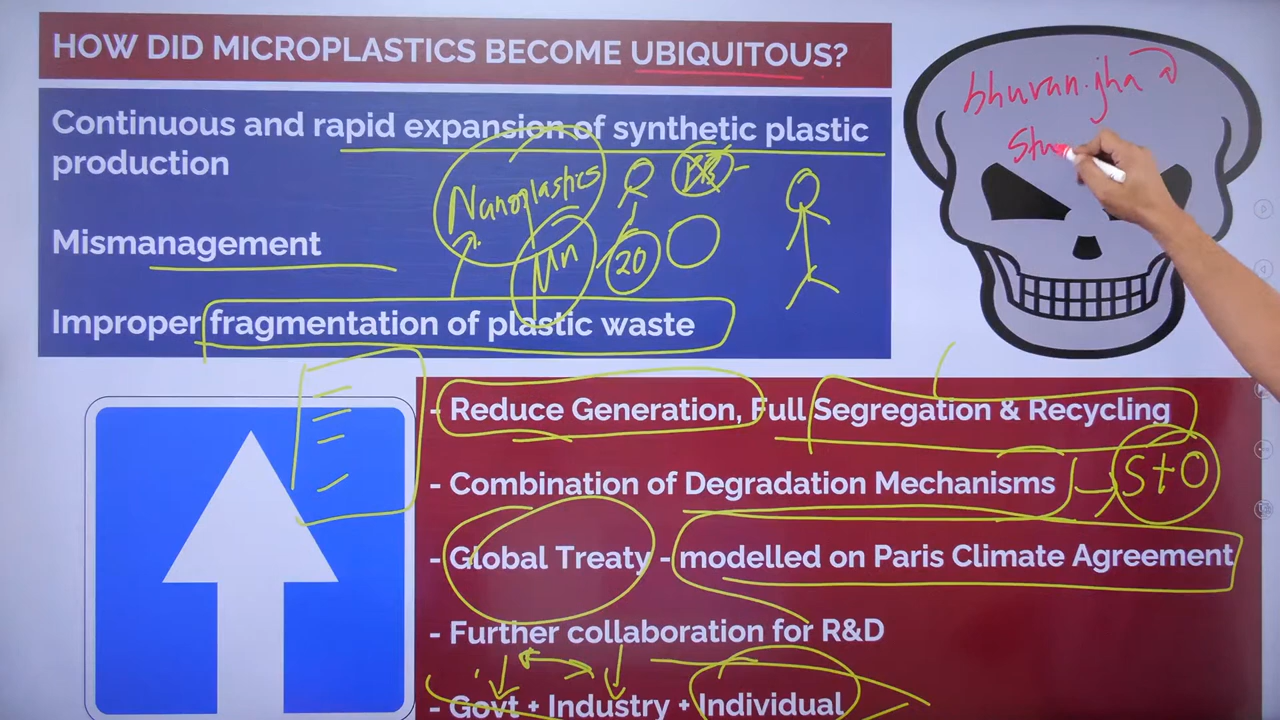 HOW DID MICROPLASTICS BECOME UBIQUITOUS?
bhuvan.jha@
Stu
Continuous and rapid expansion of synthetic plastic
production
Nanoplastics
Mismanagement
Mn
20
Improper fragmentation of plastic waste
- Reduce Generation, Full Segregation & Recycling
- Combination of Degradation Mechanisms
S+O
- Global Treaty - modelled on Paris Climate Agreement
- Further collaboration for R&D
- Govt + Industry + Individual